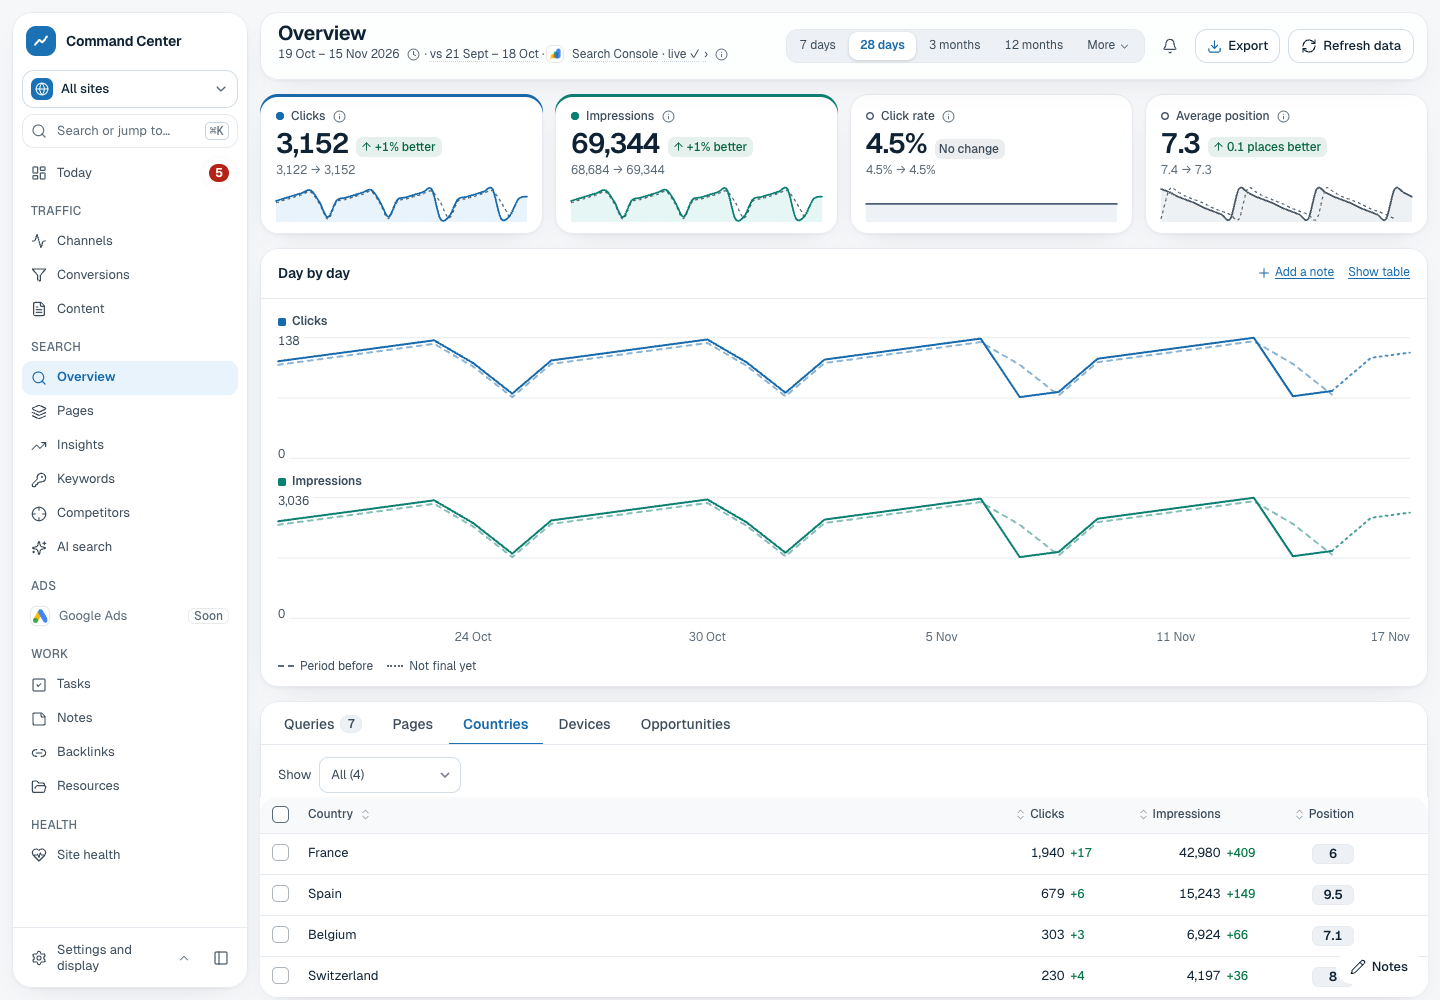 Command Center
All sites
Search or jump to...
⌘K
Today
5
TRAFFIC
Channels
Conversions
Content
SEARCH
Overview
Pages
Insights
Keywords
Competitors
AI search
ADS
Google Ads
Soon
WORK
Tasks
Notes
Backlinks
Resources
HEALTH
Site health
Settings and
display
Overview
19 Oct – 15 Nov 2026 · vs 21 Sept – 18 Oct · Search Console · live ✓ ›
7 days
28 days
3 months
12 months
More
Export
Refresh data
Clicks
3,152 ↑ +1% better
3,122 → 3,152
Impressions
69,344 ↑ +1% better
68,684 → 69,344
Click rate
4.5% No change
4.5% → 4.5%
Average position
7.3 ↑ 0.1 places better
7.4 → 7.3
Day by day
+ Add a note
Show table
Clicks
138
0
Impressions
3,036
0
24 Oct
30 Oct
5 Nov
11 Nov
17 Nov
Period before
Not final yet
Queries 7
Pages
Countries
Devices
Opportunities
Show
All (4)
Country Clicks Impressions Position
France 1,940 +17 42,980 +409 6
Spain 679 +6 15,243 +149 9.5
Belgium 303 +3 6,924 +66 7.1
Switzerland 230 +4 4,197 +36 8
Notes